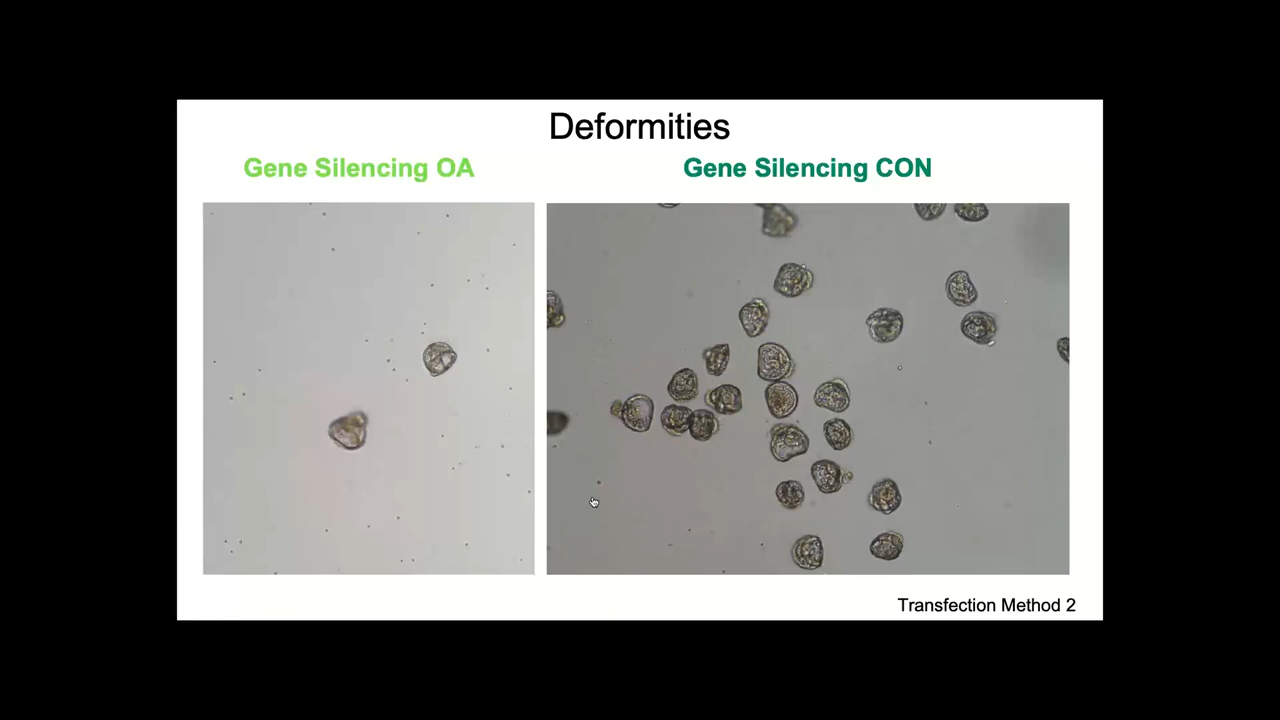 Deformities
Gene Silencing OA
Gene Silencing CON
Transfection Method 2